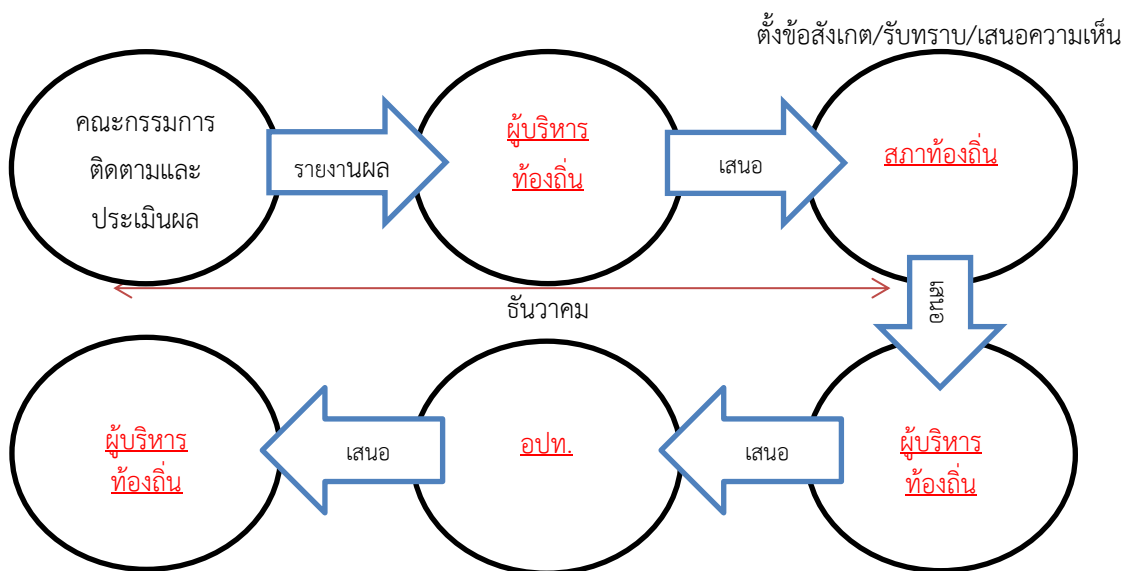 ตั้งข้อสังเกต/รับทราบ/เสนอความเห็น
คณะกรรมการ
ติดตามและ
ประเมินผล
รายงานผล
ผู้บริหาร
ท้องถิ่น
เสนอ
สภาท้องถิ่น
ธันวาคม
เสนอ
ผู้บริหาร
ท้องถิ่น
เสนอ
อปท.
เสนอ
ผู้บริหาร
ท้องถิ่น